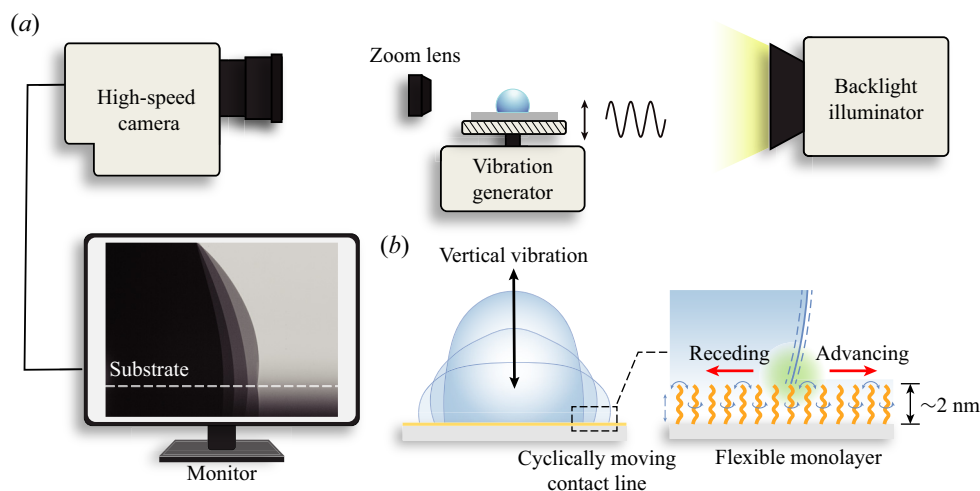 (a)
High-speed
camera
Zoom lens
Vibration
generator
Backlight
illuminator
Substrate
Monitor
(b)
Vertical vibration
Cyclically moving
contact line
Receding
Advancing
~2 nm
Flexible monolayer